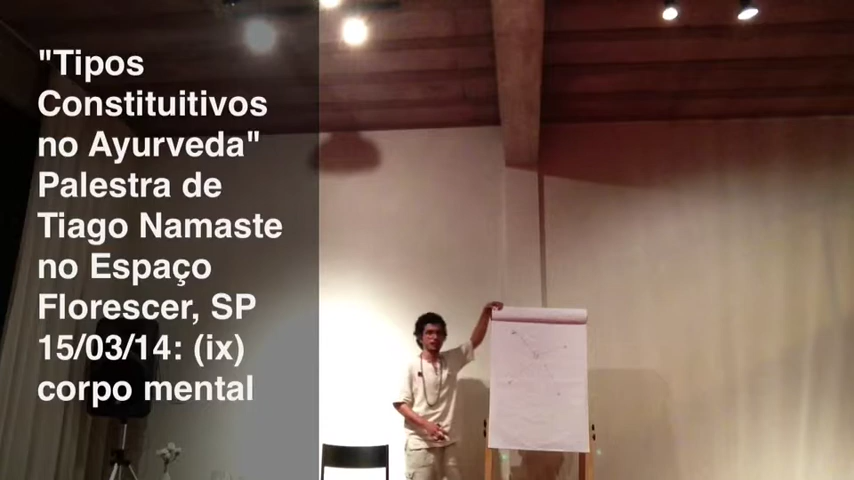 "Tipos
Constituitivos
no Ayurveda"
Palestra de
Tiago Namaste
no Espaço
Florescer, SP
15/03/14: (ix)
corpo mental